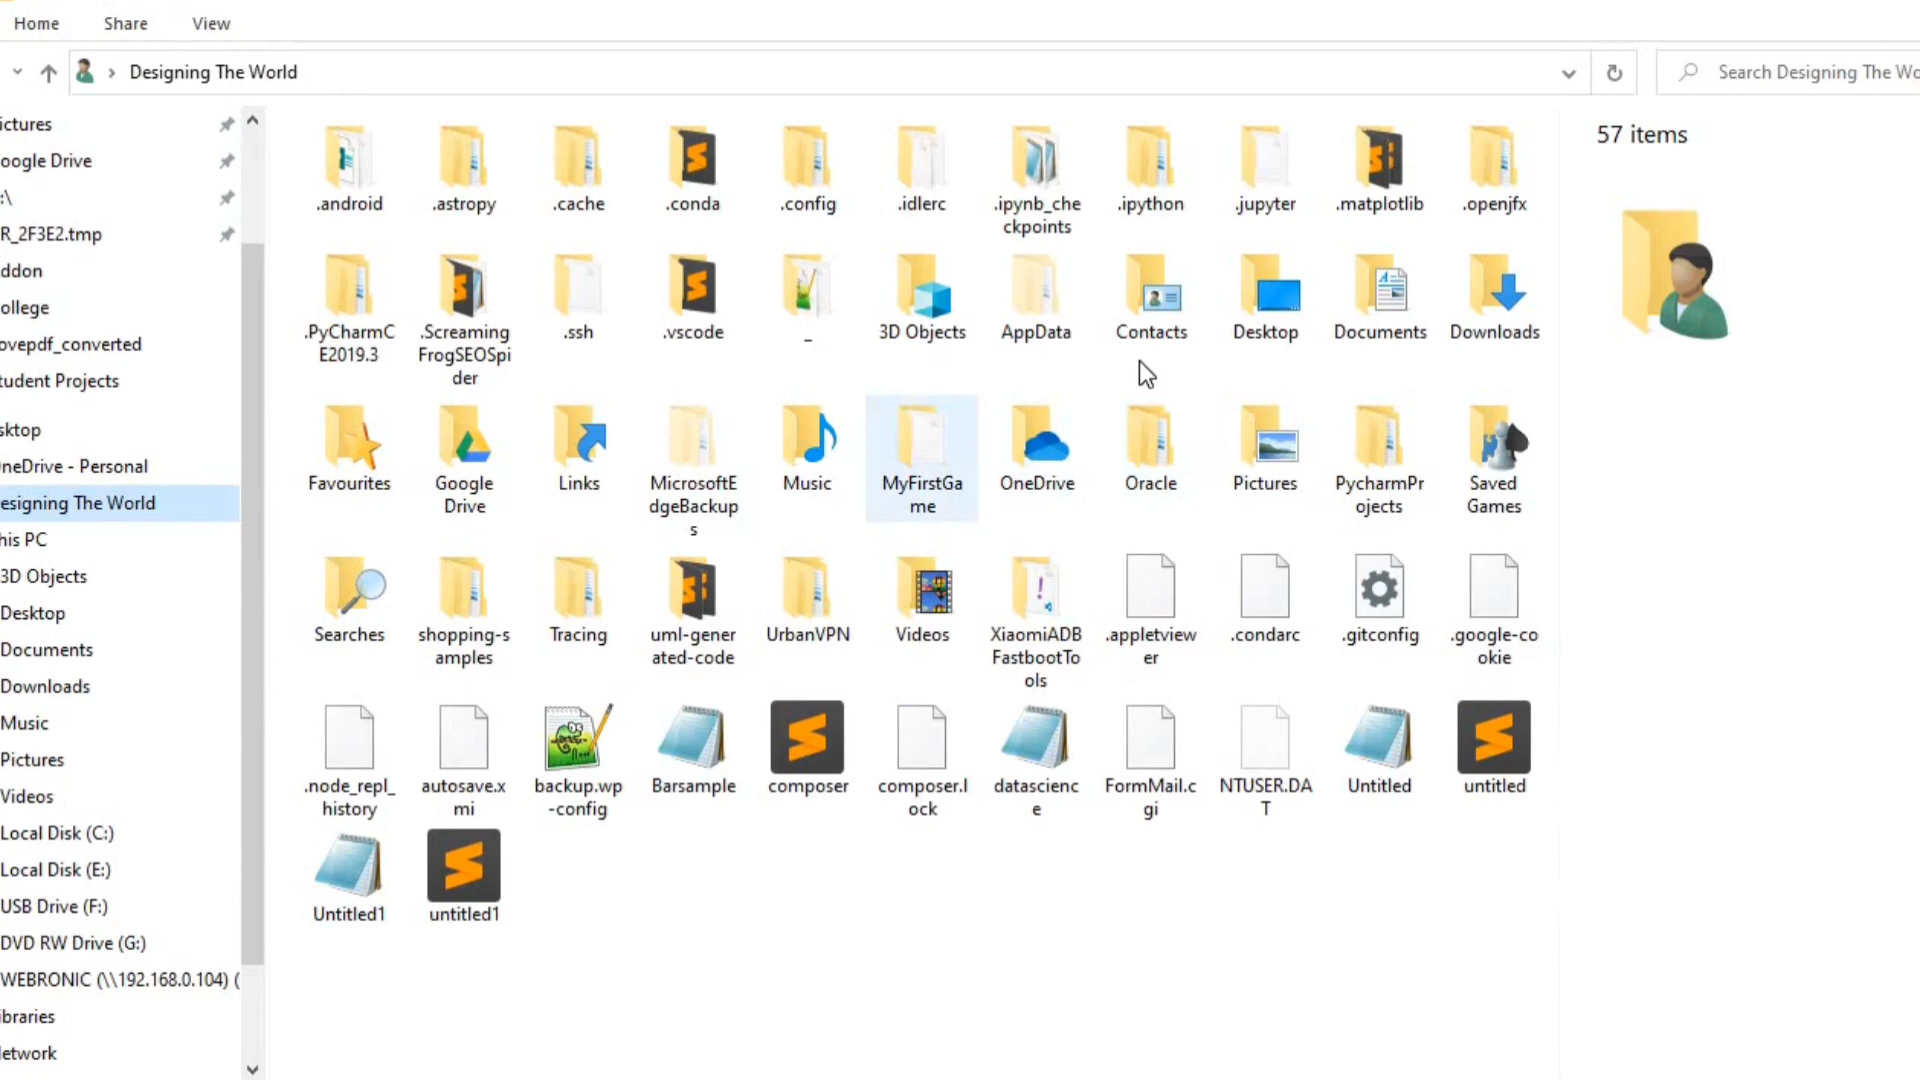 Home Share View
Designing The World
Search Designing The Wo
ictures
oogle Drive
:\
R_2F3E2.tmp
ddon
ollege
ovepdf_converted
tudent Projects
sktop
neDrive - Personal
esigning The World
his PC
3D Objects
Desktop
Documents
Downloads
Music
Pictures
Videos
Local Disk (C:)
Local Disk (E:)
USB Drive (F:)
DVD RW Drive (G:)
WEBRONIC (\\192.168.0.104) (
ibraries
letwork
.android .astropy .cache .conda .config .idlerc .ipynb_che .ipython .jupyter .matplotlib .openjfx
ckpoints
.PyCharmC .Screaming .ssh .vscode _ 3D Objects AppData Contacts Desktop Documents Downloads
E2019.3 FrogSEOSpi
der
Favourites Google Links MicrosoftE Music MyFirstGa OneDrive Oracle Pictures PycharmPr Saved
Drive dgeBackup me ojects Games
s
Searches shopping-s Tracing uml-gener UrbanVPN Videos XiaomiADB .appletview .condarc .gitconfig .google-co
amples ated-code FastbootTo er okie
ols
.node_repl_ autosave.x backup.wp Barsample composer composer.l datascienc FormMail.c NTUSER.DA Untitled untitled
history mi -config ock e gi T
Untitled1 untitled1
57 items